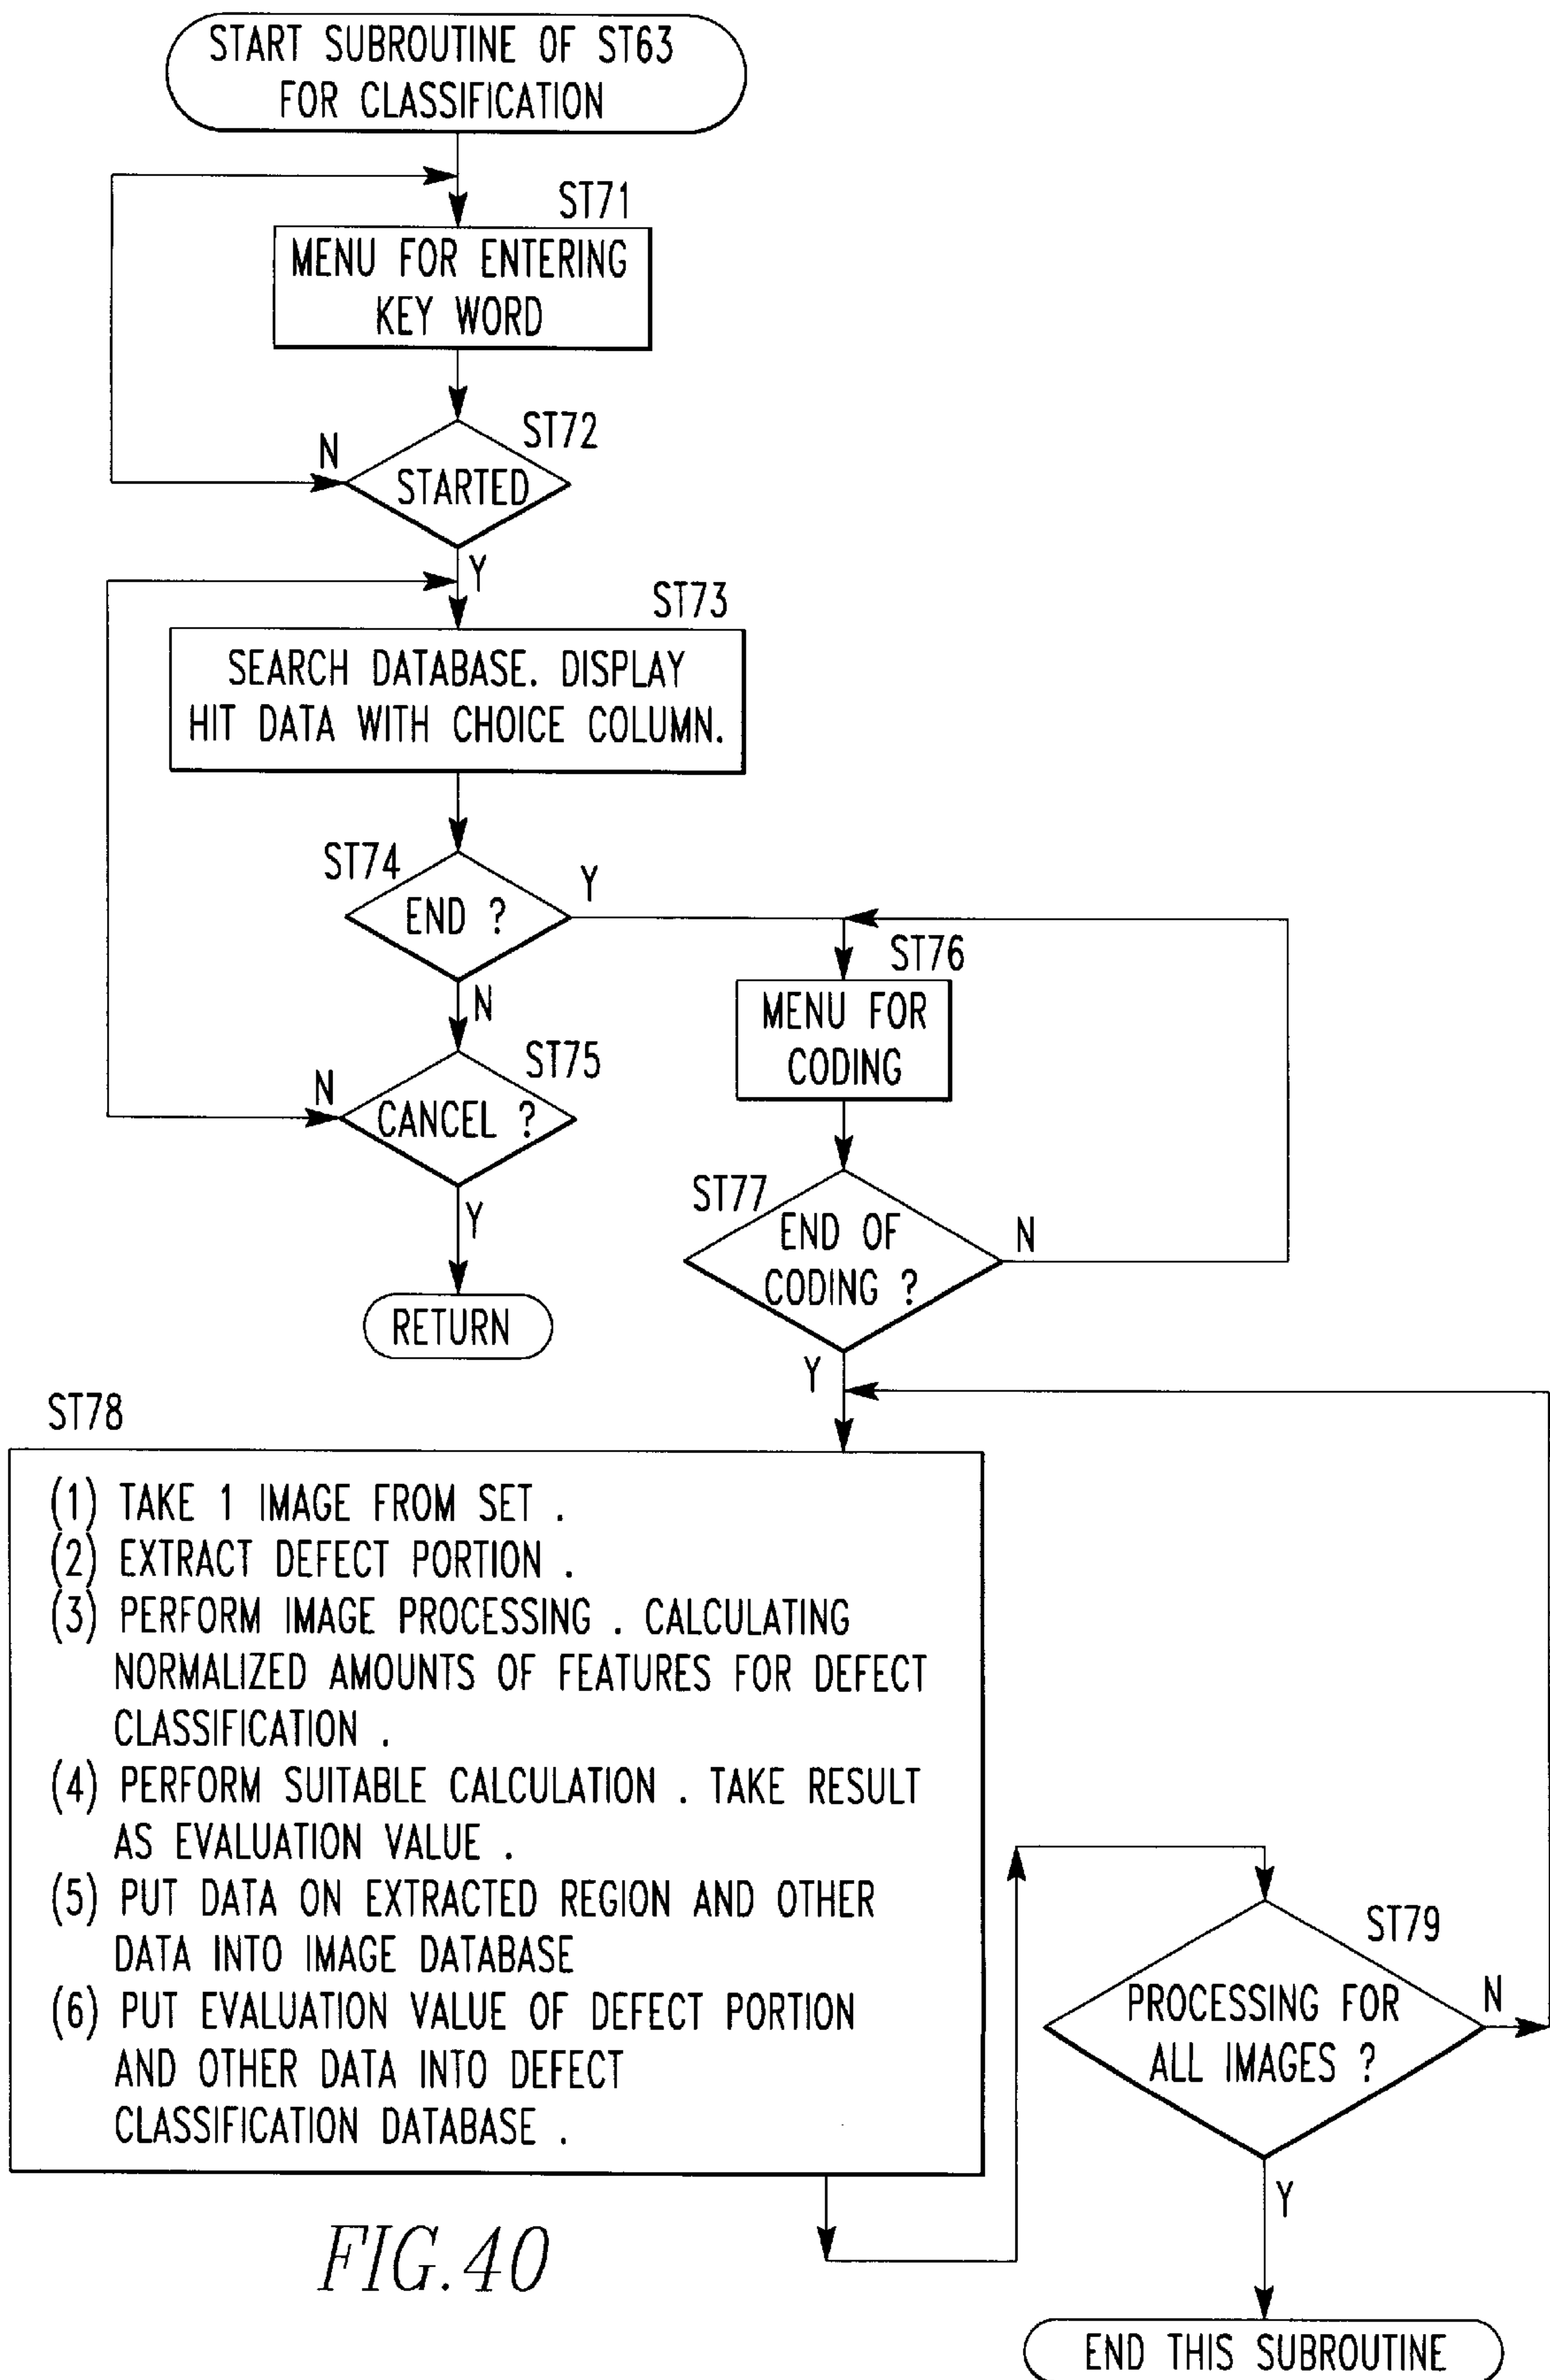 START SUBROUTINE OF ST63
FOR CLASSIFICATION
ST71
MENU FOR ENTERING
KEY WORD
ST72
N
STARTED
Y
ST73
SEARCH DATABASE. DISPLAY
HIT DATA WITH CHOICE COLUMN.
ST74
END ?
Y
N
ST76
MENU FOR
CODING
ST75
N
CANCEL ?
Y
RETURN
ST77
END OF
CODING ?
N
Y
ST78
(1) TAKE 1 IMAGE FROM SET .
(2) EXTRACT DEFECT PORTION .
(3) PERFORM IMAGE PROCESSING . CALCULATING
NORMALIZED AMOUNTS OF FEATURES FOR DEFECT
CLASSIFICATION .
(4) PERFORM SUITABLE CALCULATION . TAKE RESULT
AS EVALUATION VALUE .
(5) PUT DATA ON EXTRACTED REGION AND OTHER
DATA INTO IMAGE DATABASE
(6) PUT EVALUATION VALUE OF DEFECT PORTION
AND OTHER DATA INTO DEFECT
CLASSIFICATION DATABASE .
ST79
PROCESSING FOR
ALL IMAGES ?
N
Y
END THIS SUBROUTINE
FIG.40